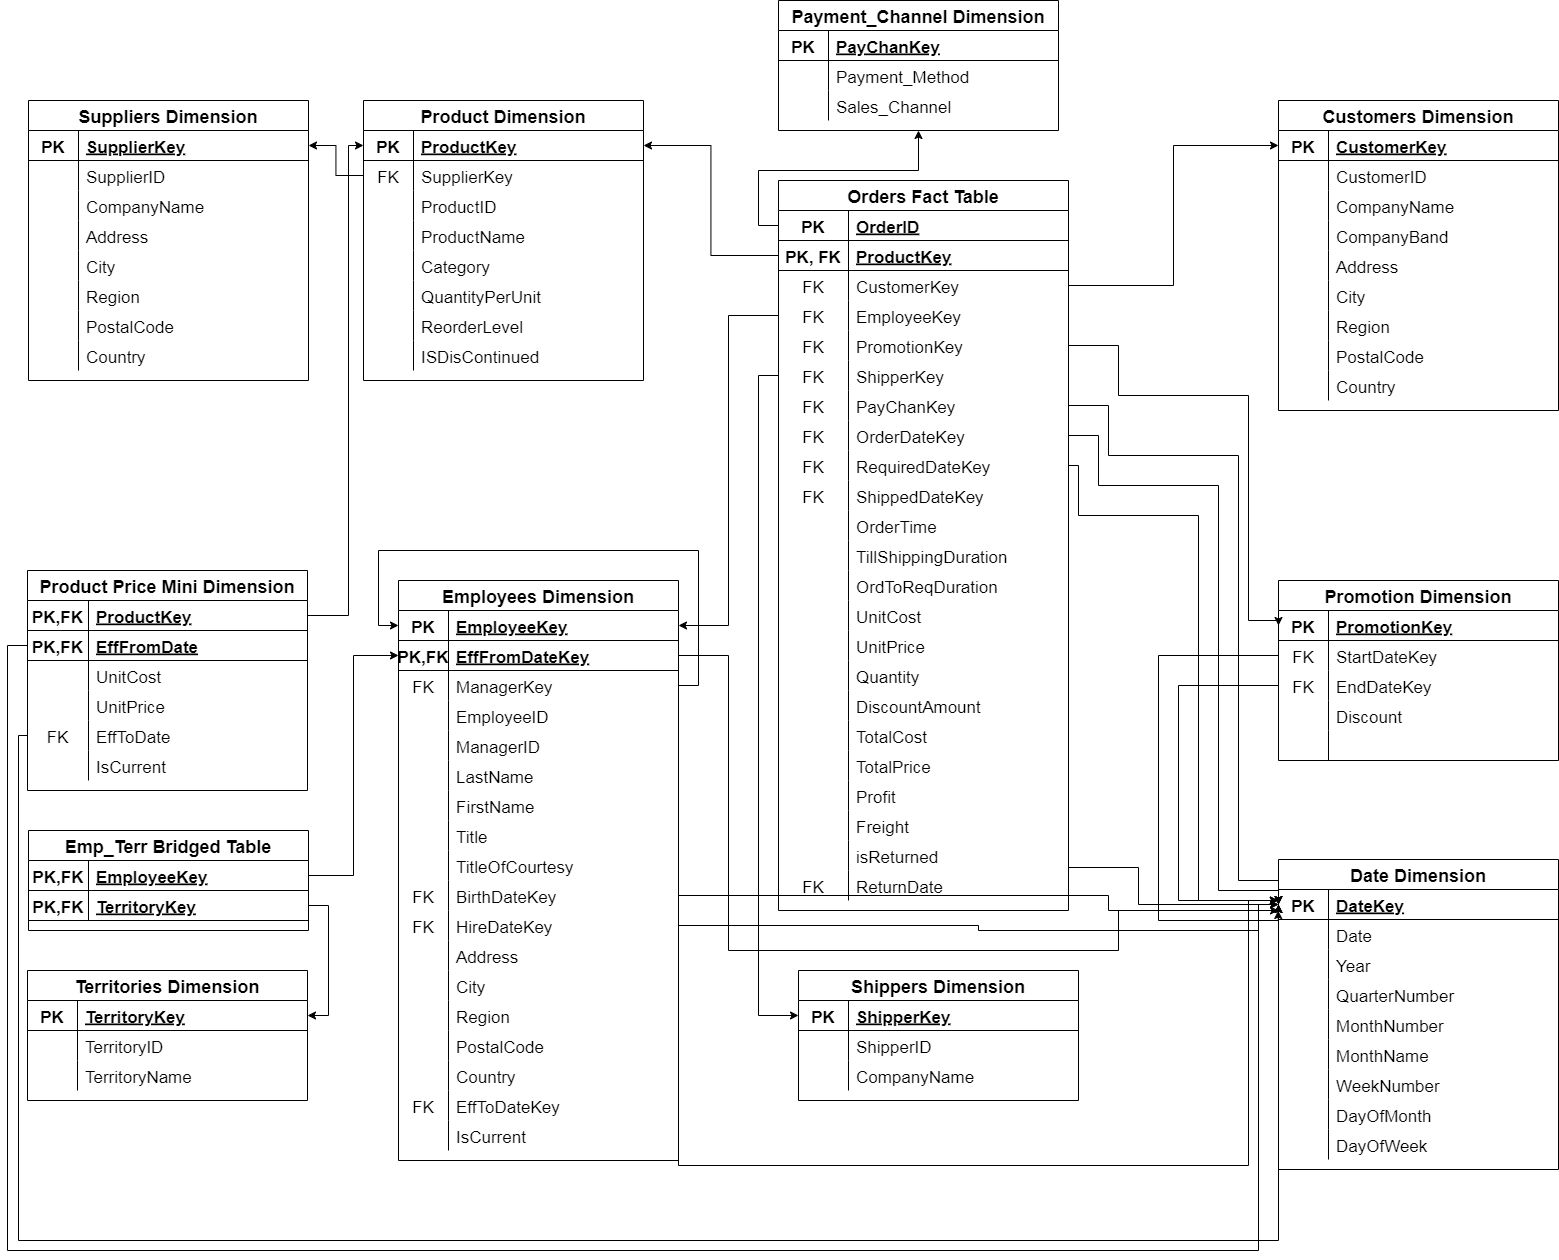 Payment_Channel Dimension
PK PayChanKey
Payment_Method
Sales_Channel
Suppliers Dimension
PK SupplierKey
SupplierID
CompanyName
Address
City
Region
PostalCode
Country
Product Dimension
PK ProductKey
FK SupplierKey
ProductID
ProductName
Category
QuantityPerUnit
ReorderLevel
ISDisContinued
Orders Fact Table
PK OrderID
PK, FK ProductKey
FK CustomerKey
FK EmployeeKey
FK PromotionKey
FK ShipperKey
FK PayChanKey
FK OrderDateKey
FK RequiredDateKey
FK ShippedDateKey
OrderTime
TillShippingDuration
OrdToReqDuration
UnitCost
UnitPrice
Quantity
DiscountAmount
TotalCost
TotalPrice
Profit
Freight
isReturned
FK ReturnDate
Customers Dimension
PK CustomerKey
CustomerID
CompanyName
CompanyBand
Address
City
Region
PostalCode
Country
Product Price Mini Dimension
PK,FK ProductKey
PK,FK EffFromDate
UnitCost
UnitPrice
FK EffToDate
IsCurrent
Employees Dimension
PK EmployeeKey
PK,FK EffFromDateKey
FK ManagerKey
EmployeeID
ManagerID
LastName
FirstName
Title
TitleOfCourtesy
FK BirthDateKey
FK HireDateKey
Address
City
Region
PostalCode
Country
FK EffToDateKey
IsCurrent
Promotion Dimension
PK PromotionKey
FK StartDateKey
FK EndDateKey
Discount
Emp_Terr Bridged Table
PK,FK EmployeeKey
PK,FK TerritoryKey
Territories Dimension
PK TerritoryKey
TerritoryID
TerritoryName
Shippers Dimension
PK ShipperKey
ShipperID
CompanyName
Date Dimension
PK DateKey
Date
Year
QuarterNumber
MonthNumber
MonthName
WeekNumber
DayOfMonth
DayOfWeek